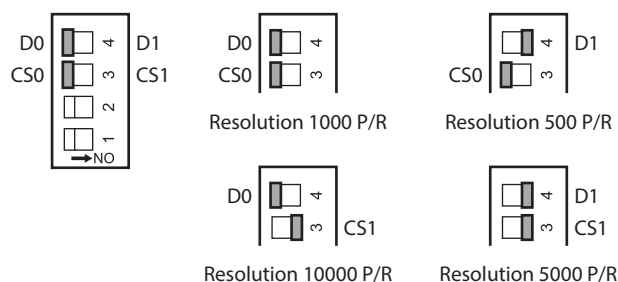 D0 4 D1
CS0 3 CS1
2
1
→NO
D0 4
CS0 3
Resolution 1000 P/R
4 D1
CS0 3
Resolution 500 P/R
D0 4
3 CS1
Resolution 10000 P/R
4 D1
3 CS1
Resolution 5000 P/R